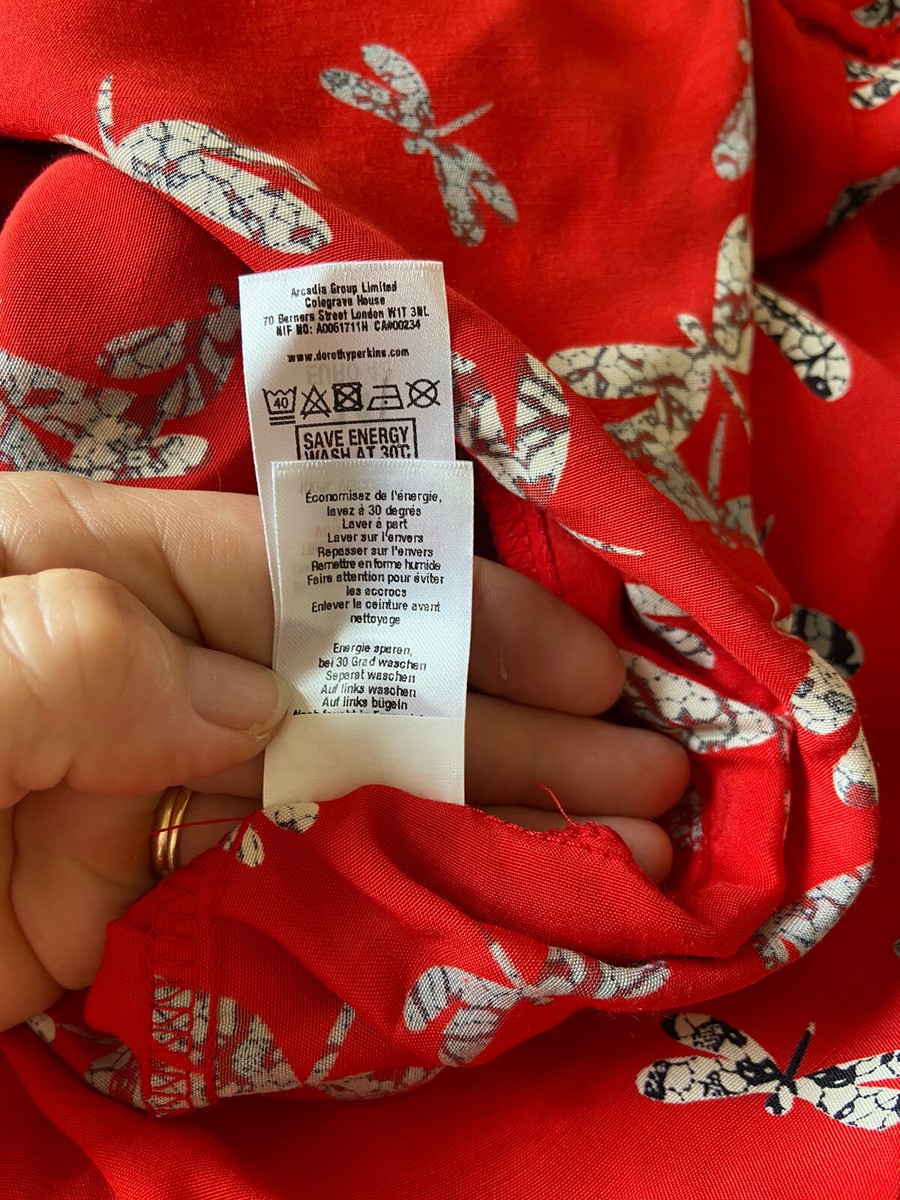 Arcadia Group Limited
Colegrave House
70 Berners Street London W1T 3NL
NIF NO: A0061711H CA#00234
www.dorothyperkins.com
40
SAVE ENERGY
WASH AT 30°C
Économisez de l'énergie,
lavez à 30 degrés
Laver à part
Laver sur l'envers
Repasser sur l'envers
Remettre en forme humide
Faire attention pour éviter
les accrocs
Enlever la ceinture avant
nettoyage
Energie sparen,
bei 30 Grad waschen
Separat waschen
Auf links waschen
Auf links bügeln